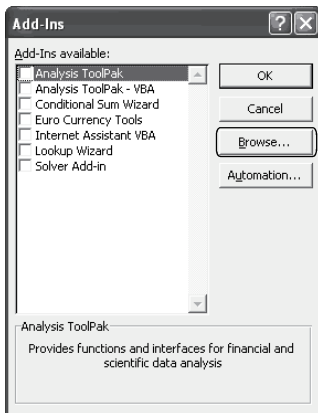 Add-Ins
Add-Ins available:
Analysis ToolPak
Analysis ToolPak - VBA
Conditional Sum Wizard
Euro Currency Tools
Internet Assistant VBA
Lookup Wizard
Solver Add-in
OK
Cancel
Browse...
Automation...
Analysis ToolPak
Provides functions and interfaces for financial and
scientific data analysis